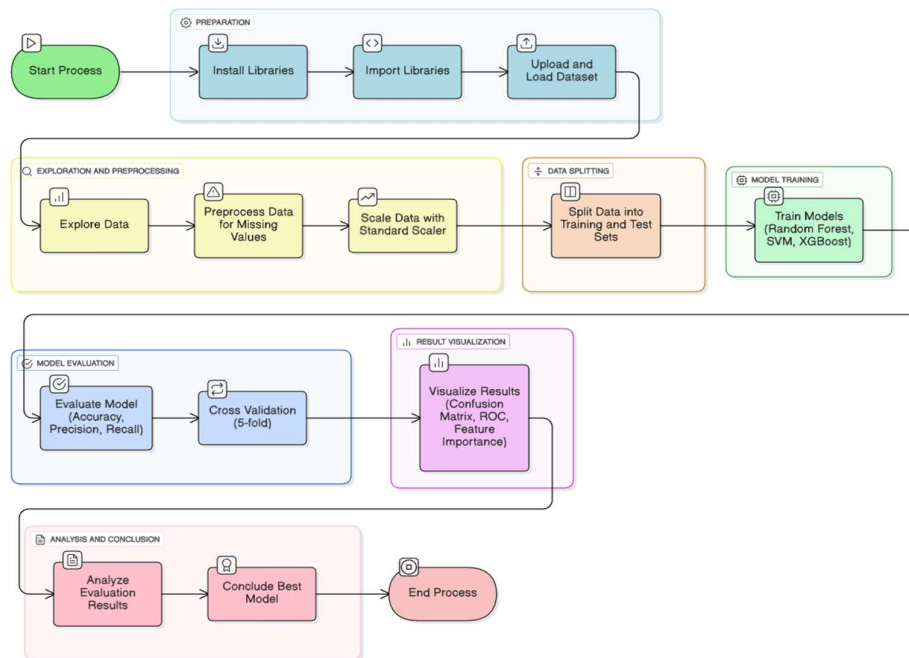 PREPARATION
Start Process
Install Libraries
Import Libraries
Upload and
Load Dataset
EXPLORATION AND PREPROCESSING
Explore Data
Preprocess Data
for Missing
Values
Scale Data with
Standard Scaler
DATA SPLITTING
Split Data into
Training and Test
Sets
MODEL TRAINING
Train Models
(Random Forest,
SVM, XGBoost)
MODEL EVALUATION
Evaluate Model
(Accuracy,
Precision, Recall)
Cross Validation
(5-fold)
RESULT VISUALIZATION
Visualize Results
(Confusion
Matrix, ROC,
Feature
Importance)
ANALYSIS AND CONCLUSION
Analyze
Evaluation
Results
Conclude Best
Model
End Process